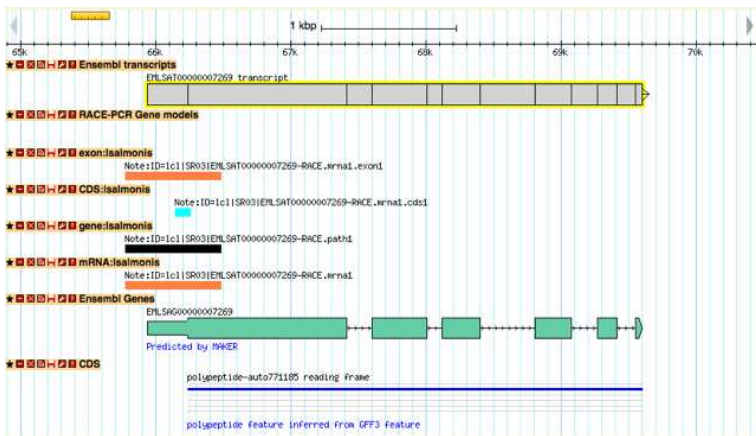 1 kbp
65k 66k 67k 68k 69k 70k
Ensembl transcripts
EMLSAT00000007269 transcript
RACE-PCR Gene models
exon:lsalmonis
Note:ID=lcl|SR03|EMLSAT00000007269-RACE.mrna1.exon1
CDS:lsalmonis
Note:ID=lcl|SR03|EMLSAT00000007269-RACE.mrna1.cds1
gene:lsalmonis
Note:ID=lcl|SR03|EMLSAT00000007269-RACE.path1
mRNA:lsalmonis
Note:ID=lcl|SR03|EMLSAT00000007269-RACE.mrna1
Ensembl Genes
EMLSAG00000007269
Predicted by MAKER
CDS
polypeptide-auto771185 reading frame
polypeptide feature inferred from GFF3 feature